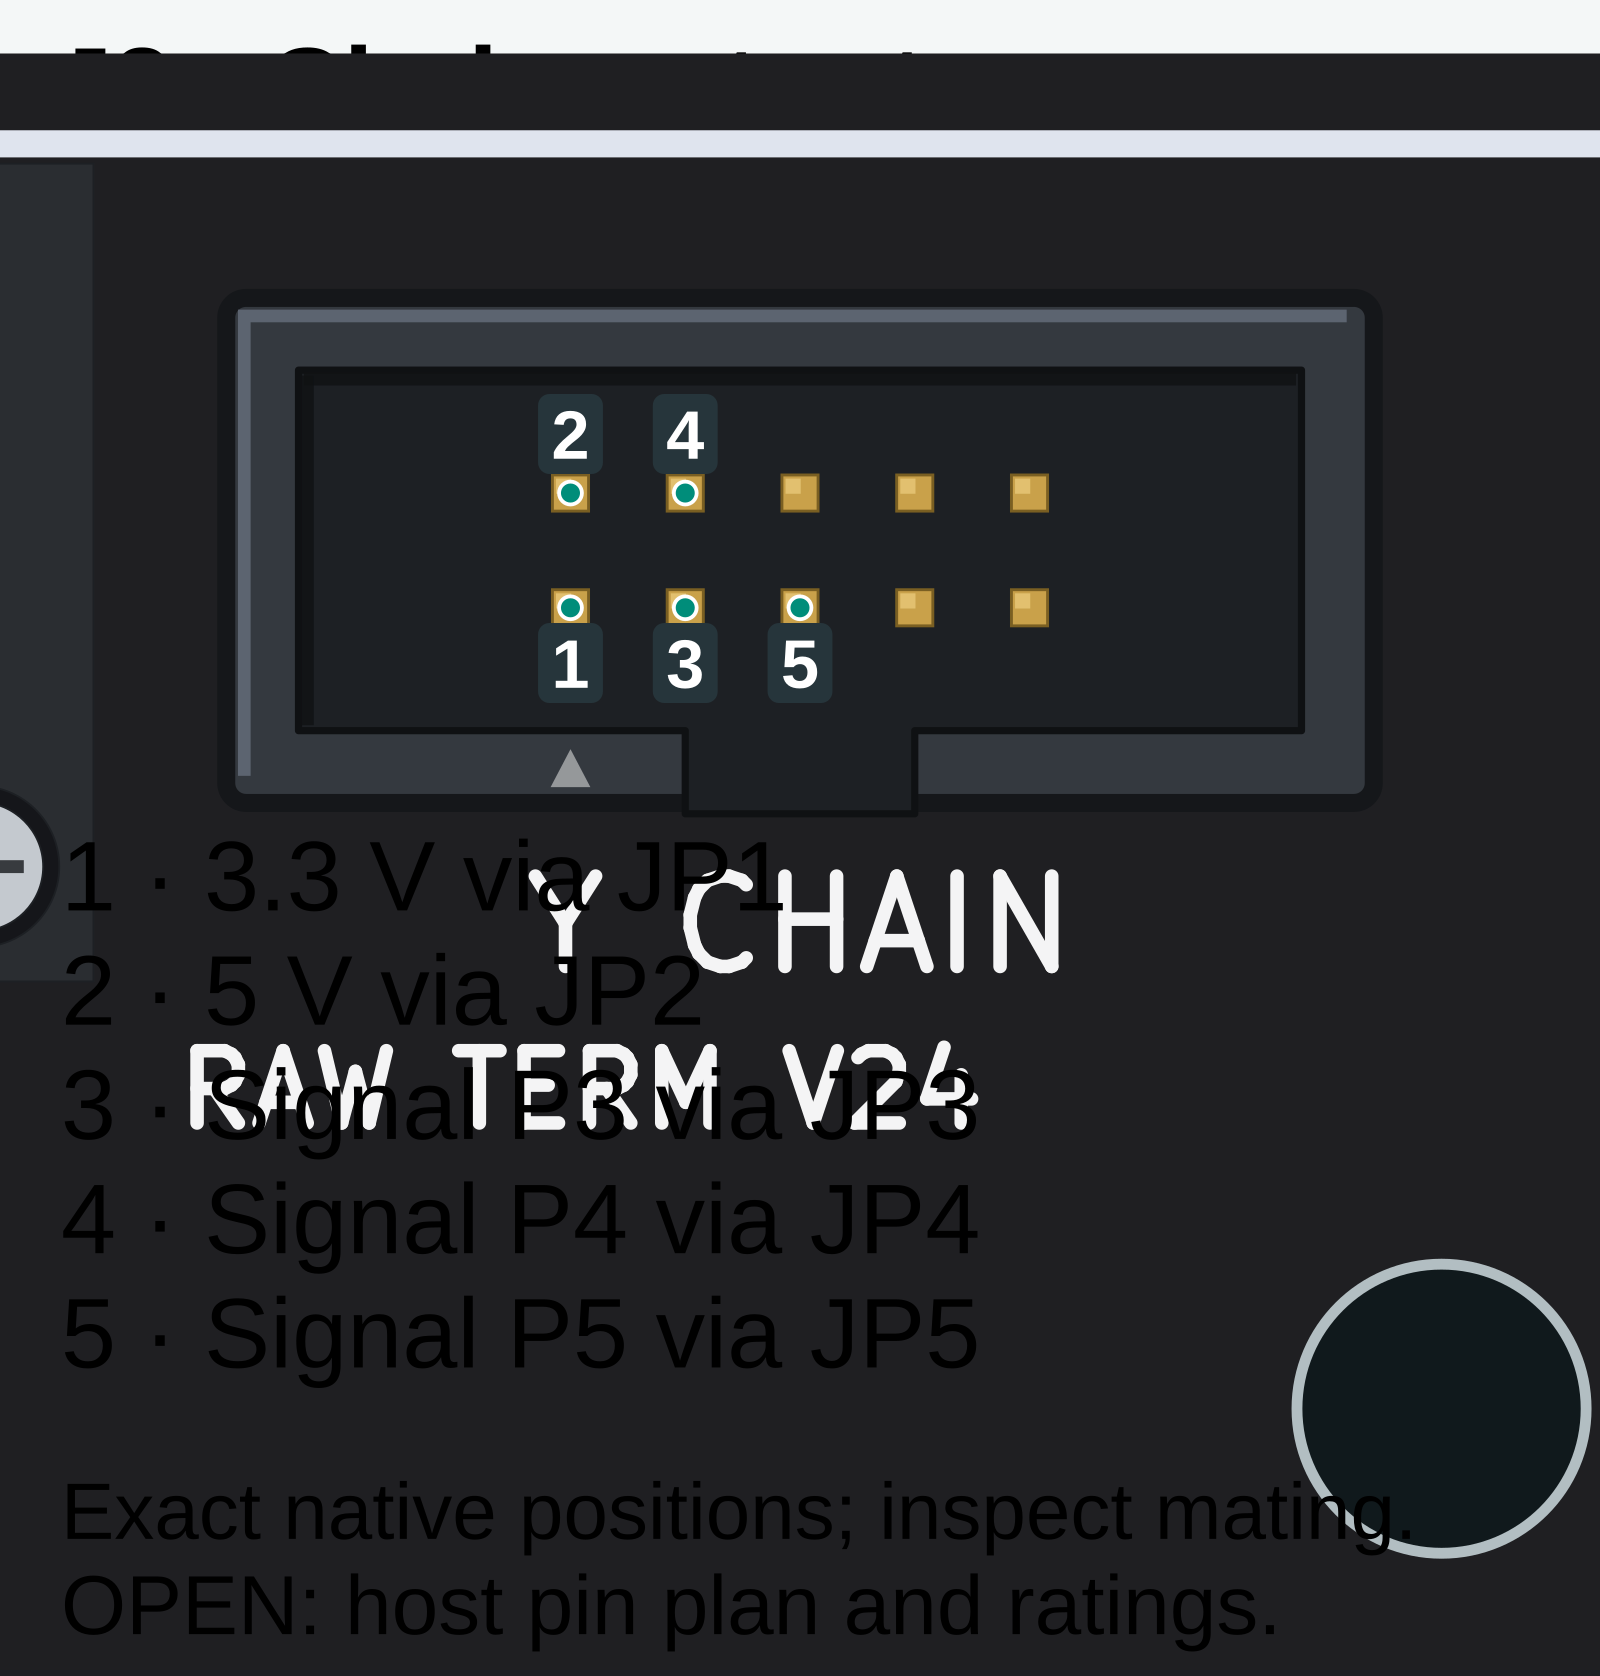 2 4
1 3 5
1 · 3.3 V via JP1
Y CHAIN
2 · 5 V via JP2
RAW TERM V24
3 · Signal P3 via JP3
4 · Signal P4 via JP4
5 · Signal P5 via JP5
Exact native positions; inspect mating.
OPEN: host pin plan and ratings.